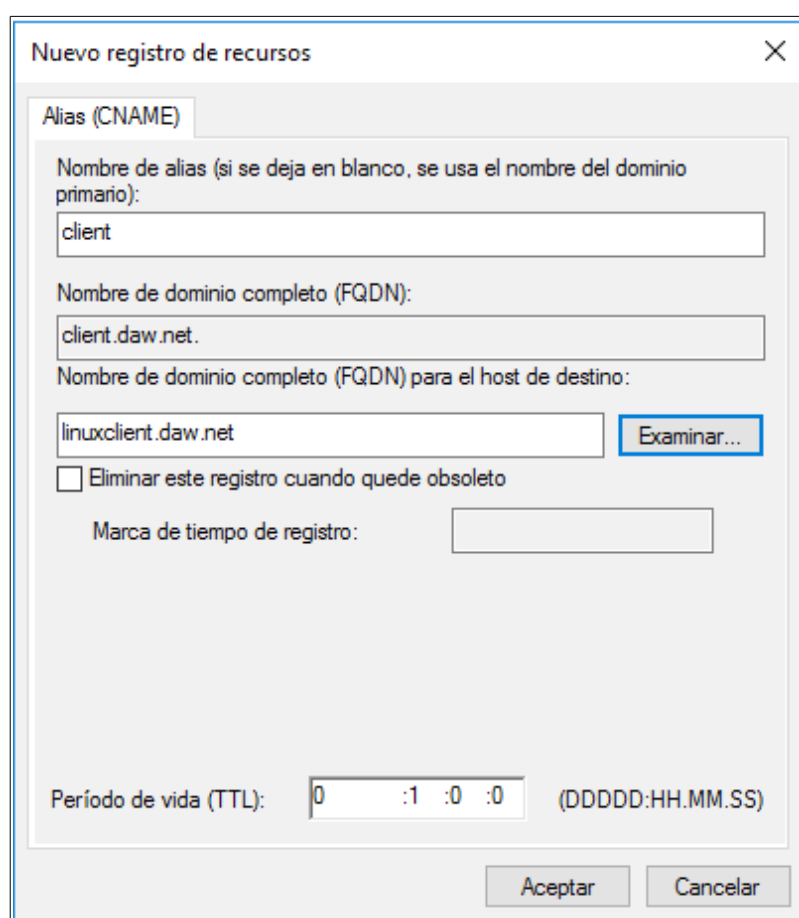 Nuevo registro de recursos
Alias (CNAME)
Nombre de alias (si se deja en blanco, se usa el nombre del dominio
primario):
client
Nombre de dominio completo (FQDN):
client.daw.net.
Nombre de dominio completo (FQDN) para el host de destino:
linuxclient.daw.net Examinar...
Eliminar este registro cuando quede obsoleto
Marca de tiempo de registro:
Período de vida (TTL): 0 :1 :0 :0 (DDDDD:HH.MM.SS)
Aceptar Cancelar